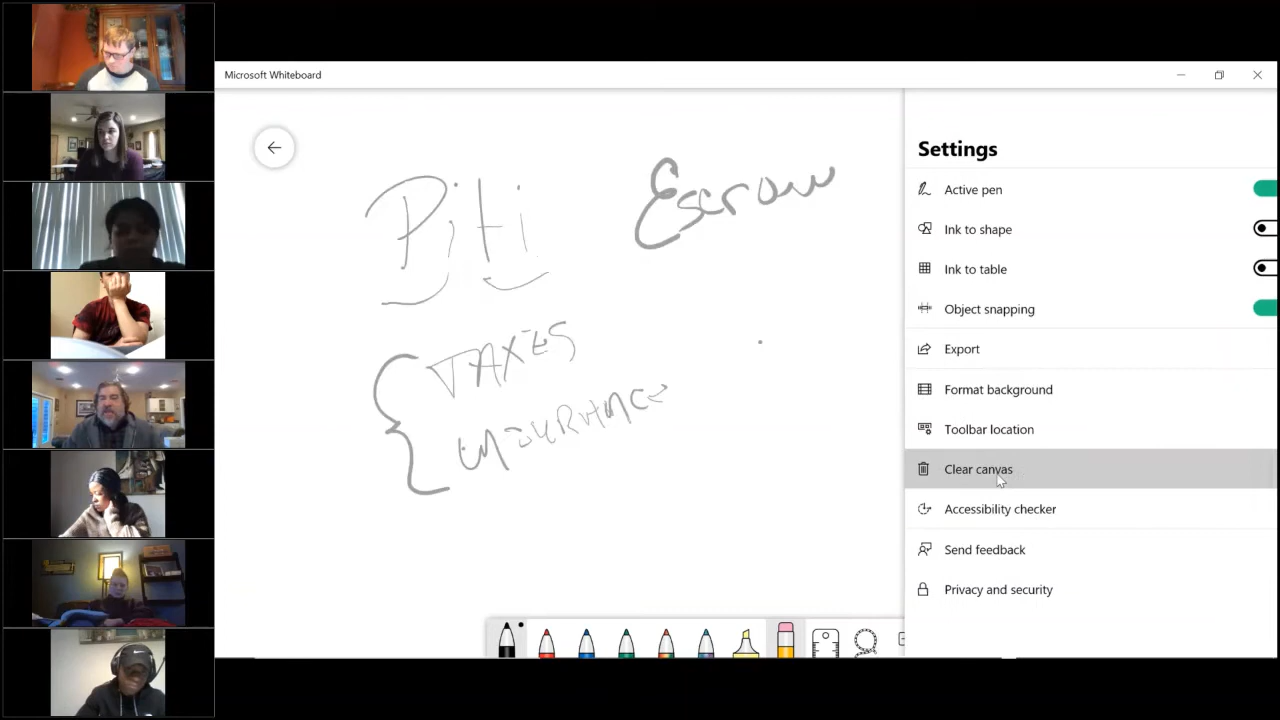 Microsoft Whiteboard
Settings
Piti Escrow
TAXES
insurance
Active pen
Ink to shape
Ink to table
Object snapping
Export
Format background
Toolbar location
Clear canvas
Accessibility checker
Send feedback
Privacy and security